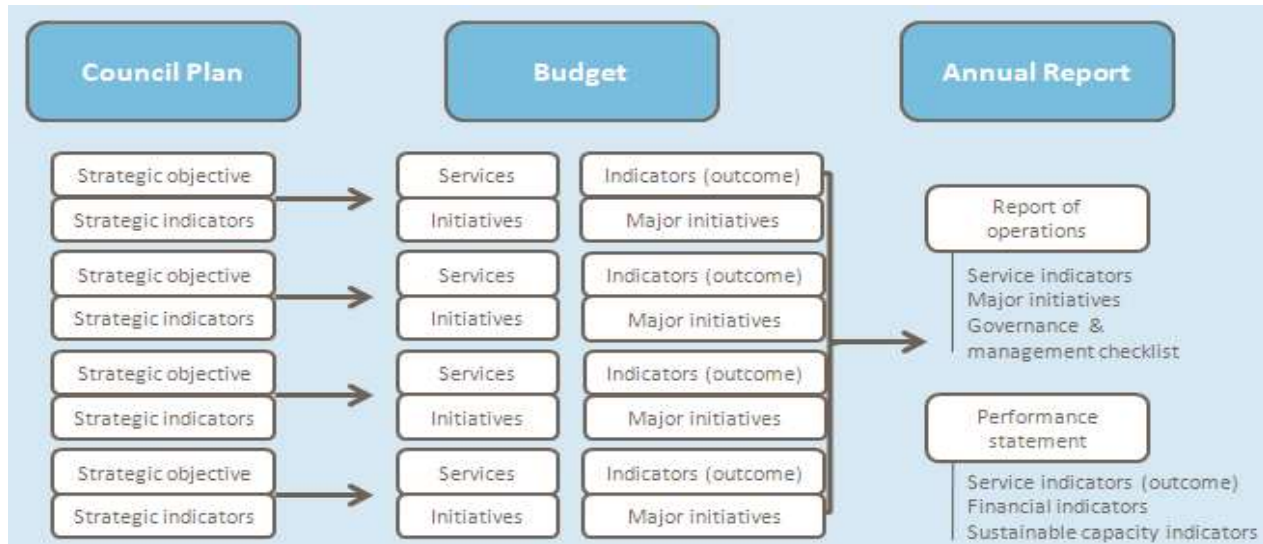 Council Plan
Budget
Annual Report
Strategic objective
Strategic indicators
Services
Initiatives
Indicators (outcome)
Major initiatives
Strategic objective
Strategic indicators
Services
Initiatives
Indicators (outcome)
Major initiatives
Strategic objective
Strategic indicators
Services
Initiatives
Indicators (outcome)
Major initiatives
Strategic objective
Strategic indicators
Services
Initiatives
Indicators (outcome)
Major initiatives
Report of
operations
Service indicators
Major initiatives
Governance &
management checklist
Performance
statement
Service indicators (outcome)
Financial indicators
Sustainable capacity indicators